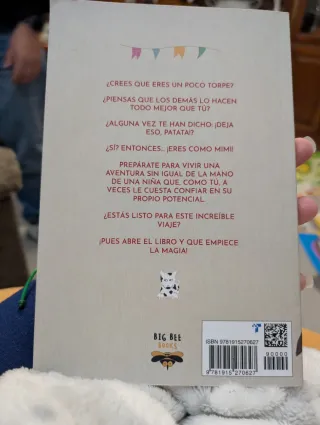 ¿CREES QUE ERES UN POCO TORPE?
¿PIENSAS QUE LOS DEMÁS LO HACEN
TODO MEJOR QUE TÚ?
¿ALGUNA VEZ TE HAN DICHO: ¡DEJA
ESO, PATATA!?
¿SÍ? ENTONCES... ¡ERES COMO MIMI!
PREPÁRATE PARA VIVIR UNA
AVENTURA SIN IGUAL DE LA MANO
DE UNA NIÑA QUE, COMO TÚ, A
VECES LE CUESTA CONFIAR EN SU
PROPIO POTENCIAL.
¿ESTÁS LISTO PARA ESTE INCREÍBLE
VIAJE?
¡PUES ABRE EL LIBRO Y QUE EMPIECE
LA MAGIA!
BIG BEE
BOOKS
ISBN 9781915270627
90000
9 781915 270627